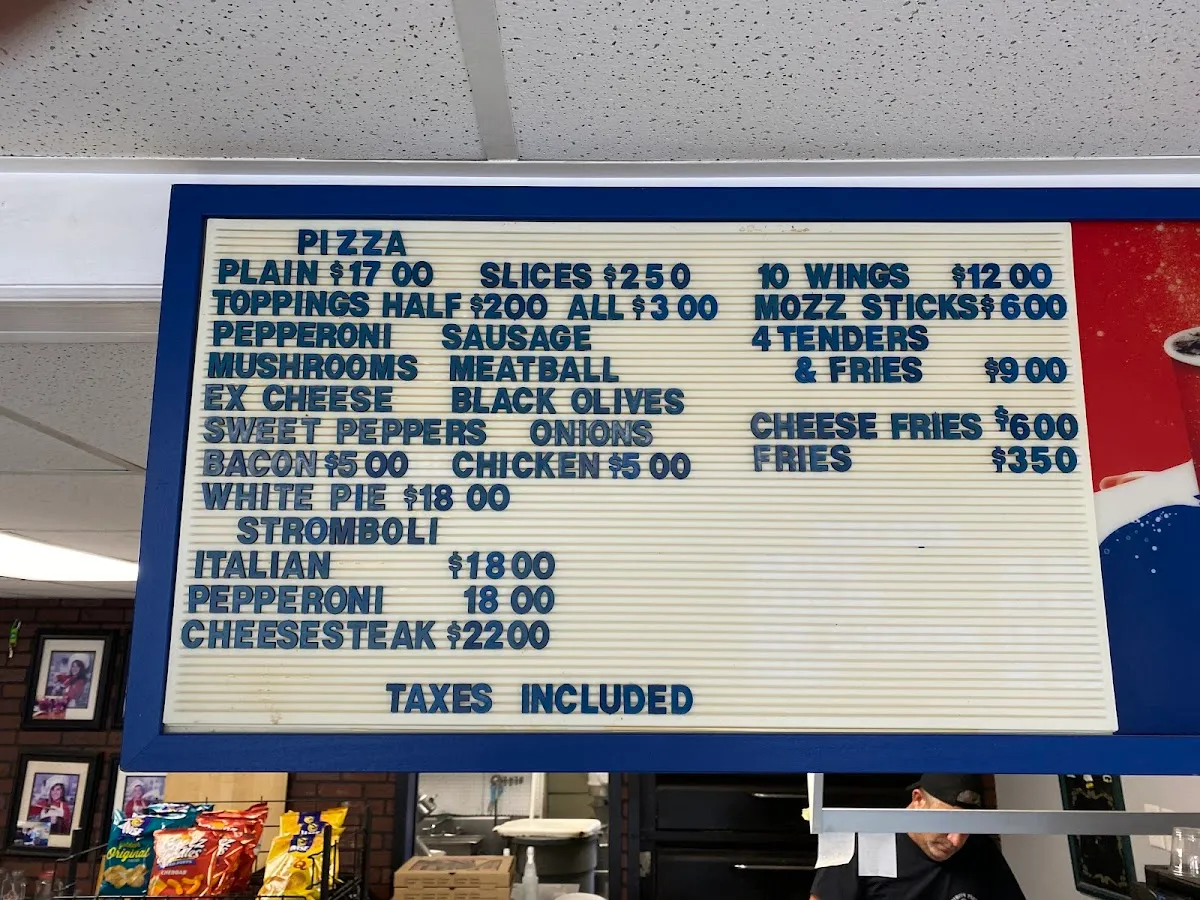 PIZZA
PLAIN $17 00 SLICES $2 50
TOPPINGS HALF $2 00 ALL $3 00
PEPPERONI SAUSAGE
MUSHROOMS MEATBALL
EX CHEESE BLACK OLIVES
SWEET PEPPERS ONIONS
BACON $5 00 CHICKEN $5 00
WHITE PIE $18 00
STROMBOLI
ITALIAN $18 00
PEPPERONI 18 00
CHEESESTEAK $22 00
TAXES INCLUDED
10 WINGS $12 00
MOZZ STICKS $6 00
4 TENDERS
& FRIES $9 00
CHEESE FRIES $6 00
FRIES $3 50
Original